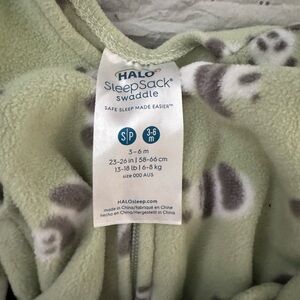 HALO®
SleepSack®
swaddle
SAFE SLEEP MADE EASIER™
S|P 3-6 m
3-6 m
23-26 in | 58-66 cm
13-18 lb | 6-8 kg
size 000 AUS
HALOsleep.com
made in China/fabriqué en Chine
hecho en China/Hergestellt in China